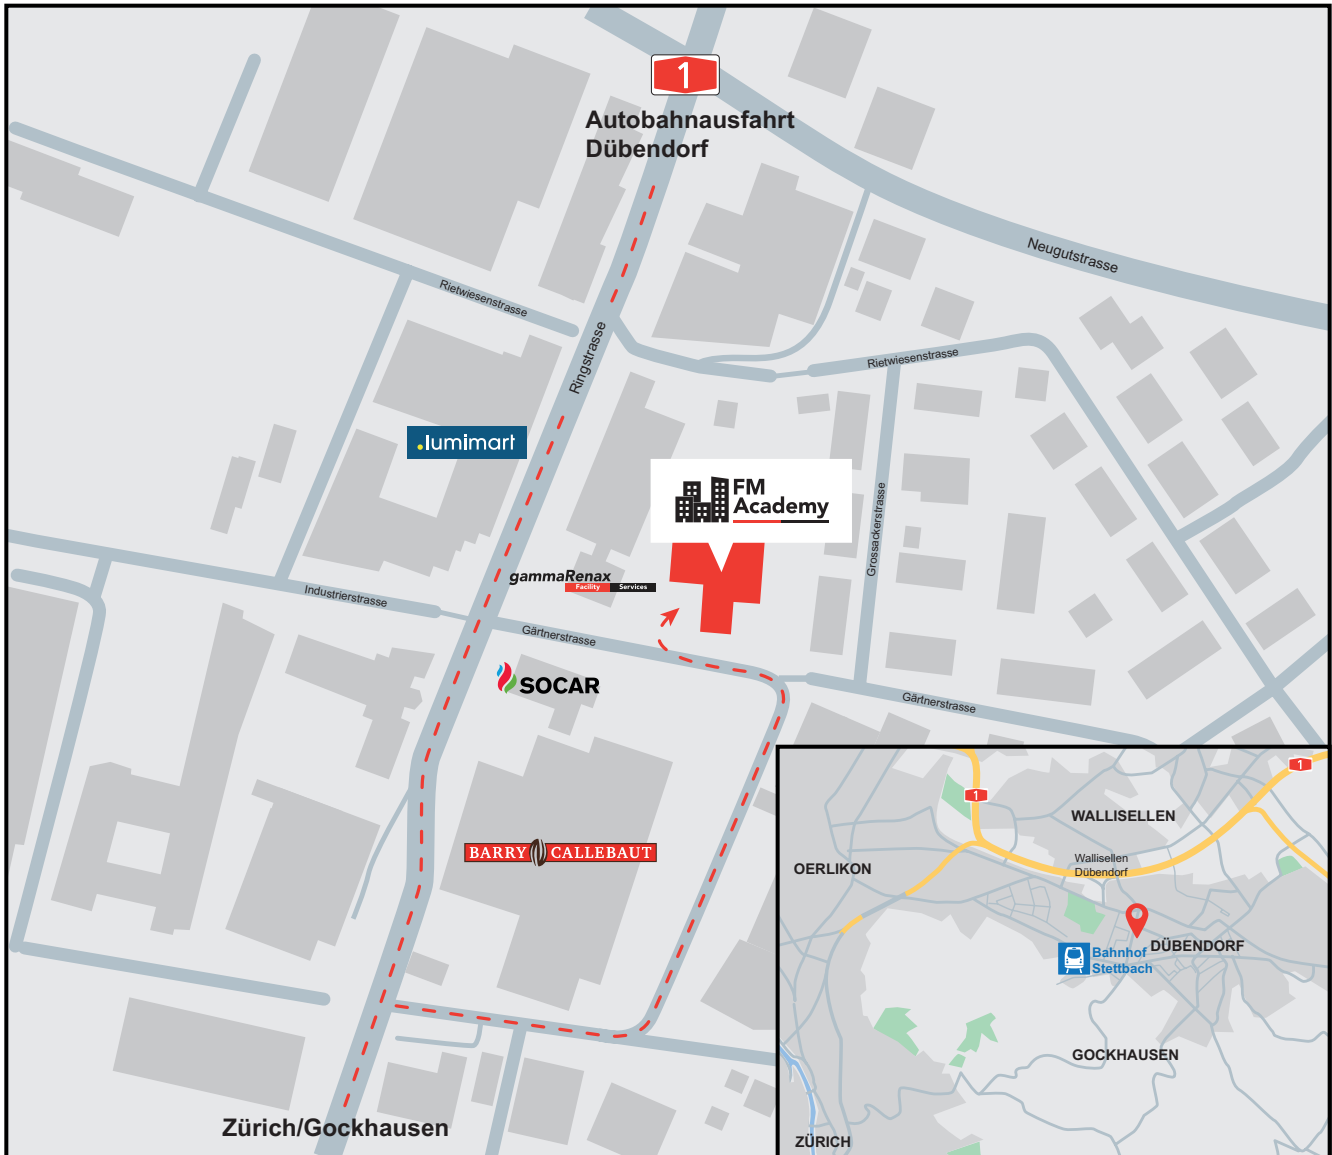 1
Autobahnausfahrt
Dübendorf
Neugutstrasse
Rietwiesenstrasse
Ringstrasse
Rietwiesenstrasse
.lumimart
FM
Academy
Grossackerstrasse
gammaRenax
Facility Services
Industrierstrasse
Gärtnerstrasse
SOCAR
Gärtnerstrasse
BARRY CALLEBAUT
Zürich/Gockhausen
1
1
WALLISELLEN
OERLIKON
Wallisellen
Dübendorf
DÜBENDORF
Bahnhof
Stettbach
GOCKHAUSEN
ZÜRICH